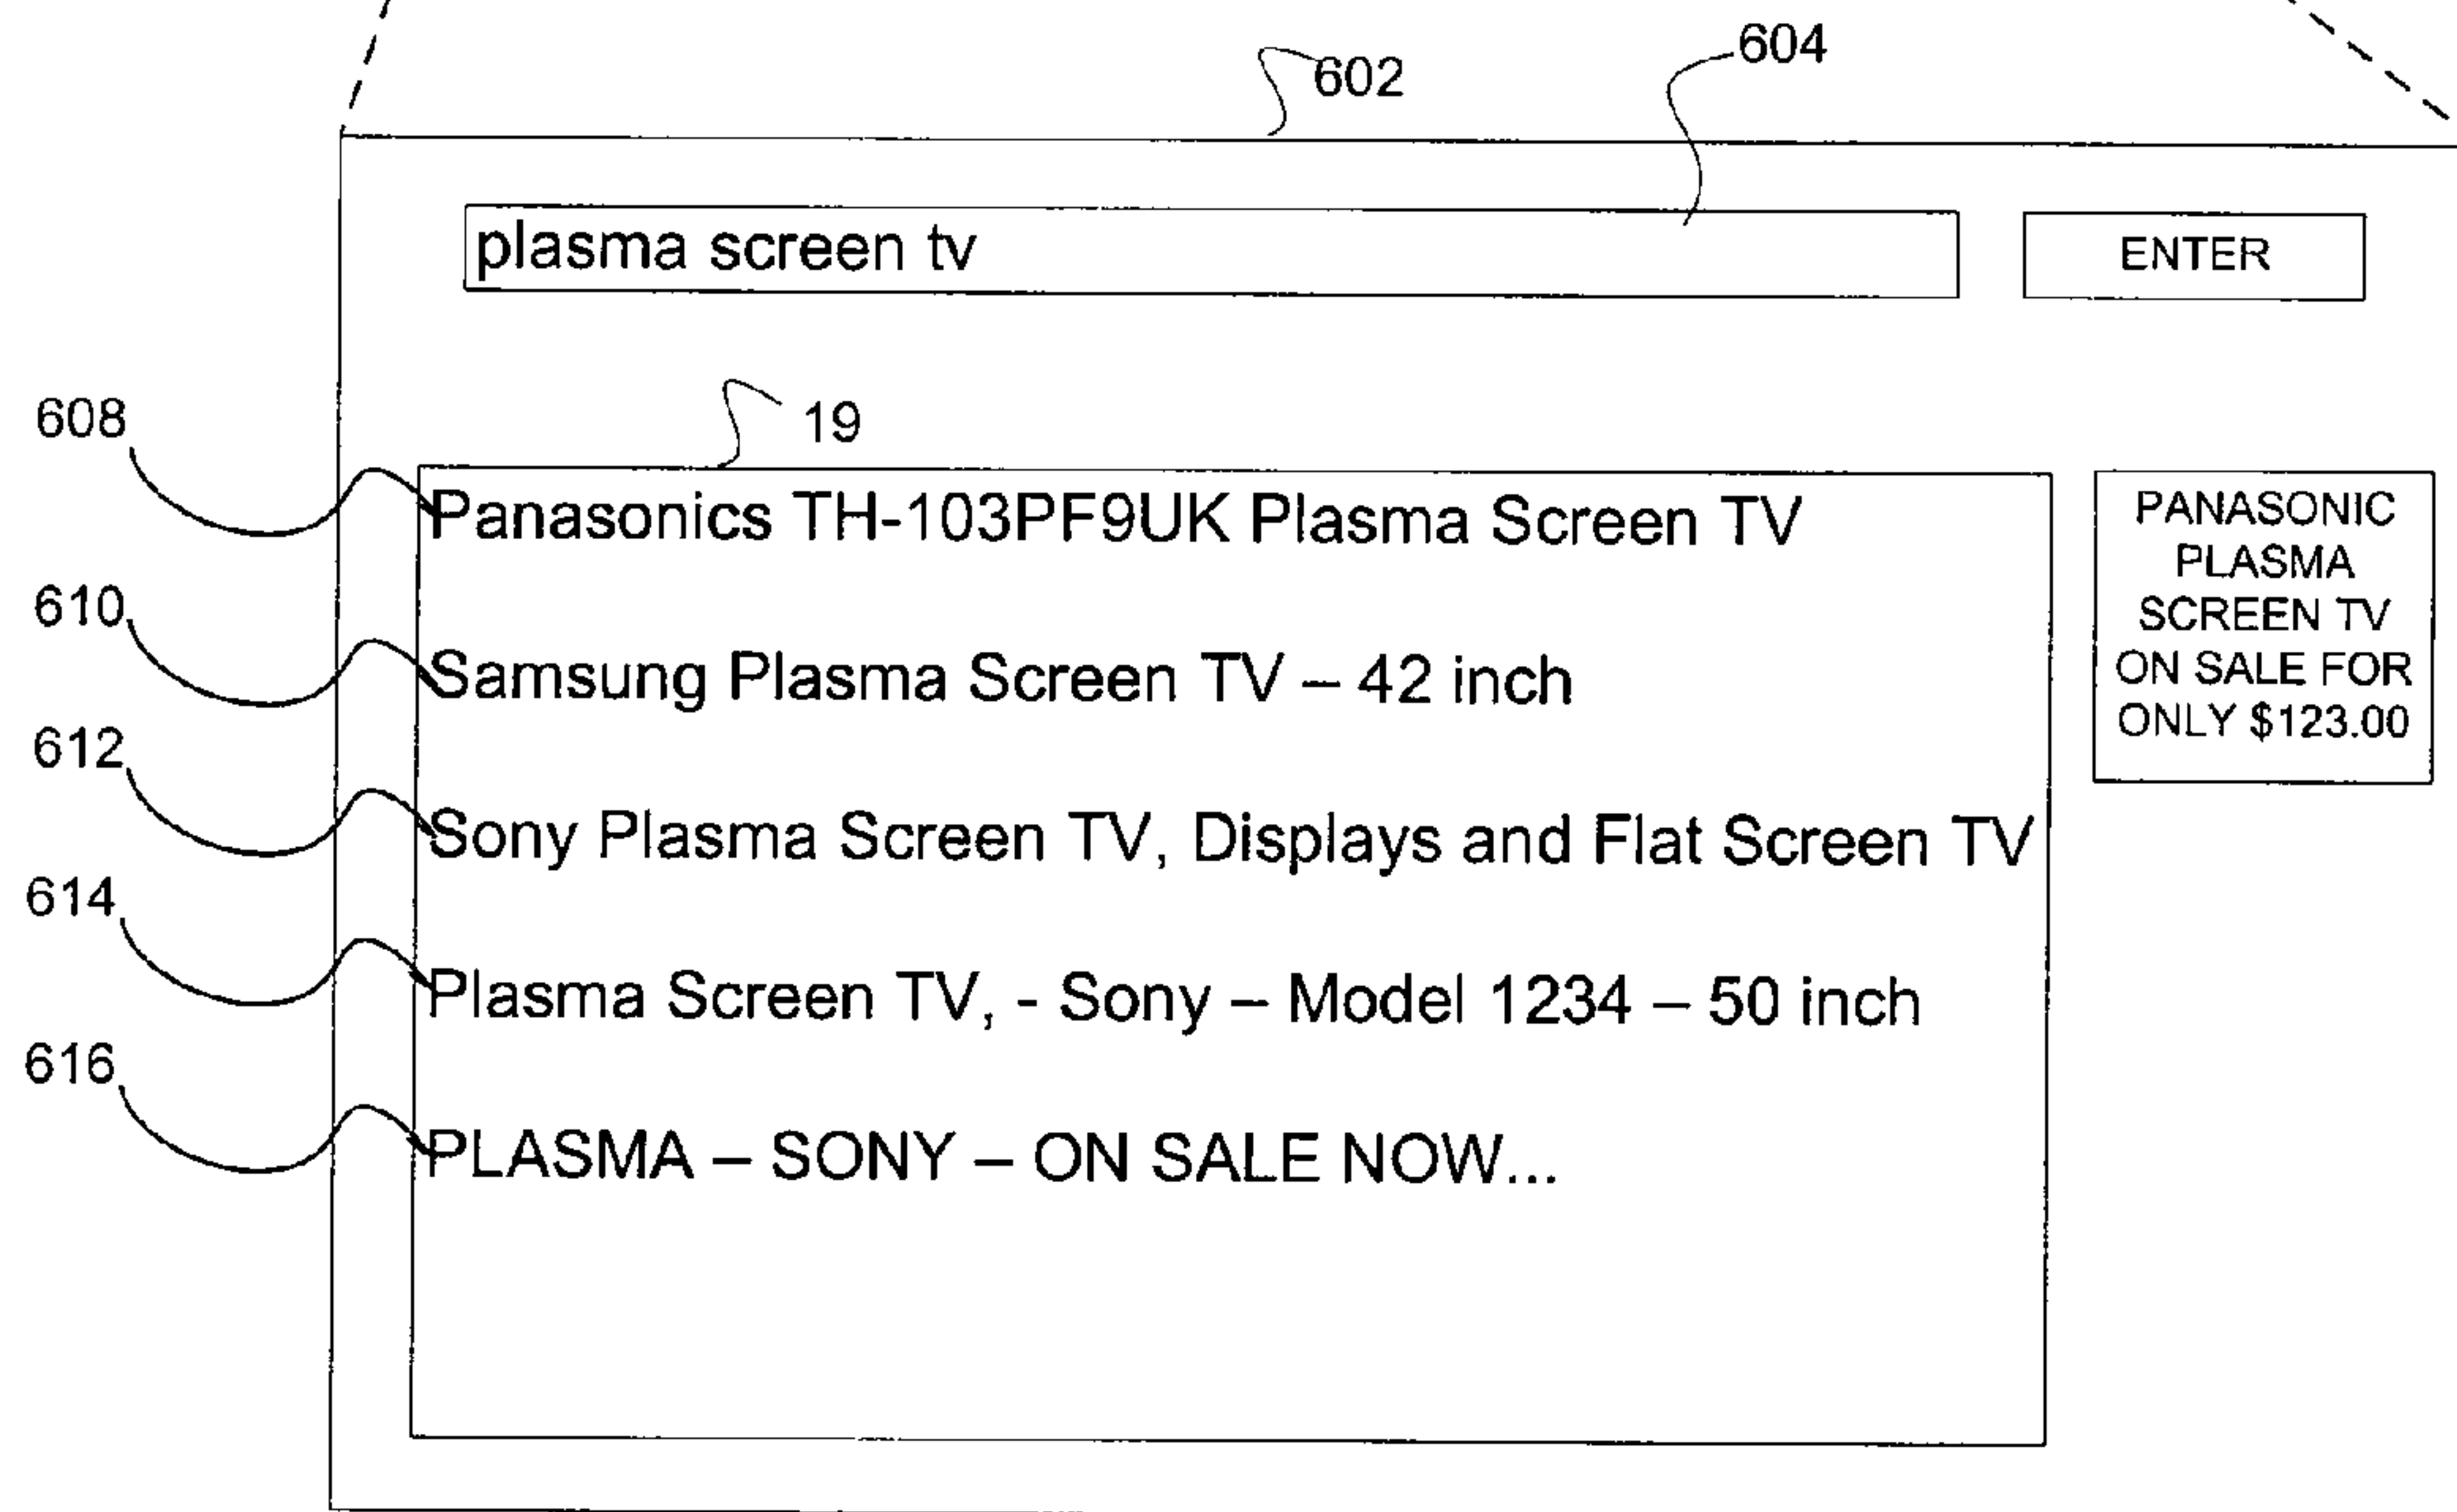 604
602
plasma screen tv
ENTER
19
608
Panasonics TH-103PF9UK Plasma Screen TV
610
Samsung Plasma Screen TV – 42 inch
612
Sony Plasma Screen TV, Displays and Flat Screen TV
614
Plasma Screen TV, - Sony – Model 1234 – 50 inch
616
PLASMA – SONY – ON SALE NOW...
PANASONIC
PLASMA
SCREEN TV
ON SALE FOR
ONLY $123.00